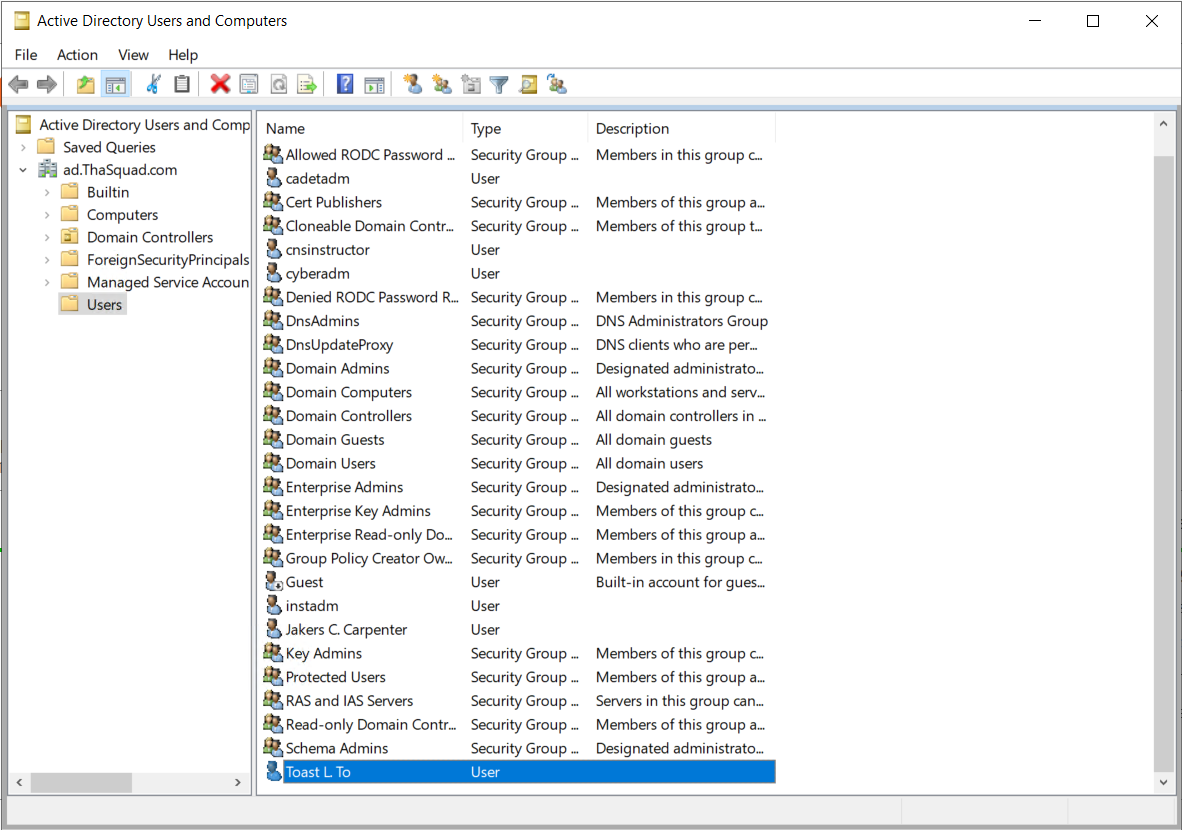 Active Directory Users and Computers
File Action View Help
Active Directory Users and Comp
Saved Queries
ad.ThaSquad.com
Builtin
Computers
Domain Controllers
ForeignSecurityPrincipals
Managed Service Accoun
Users
Name Type Description
Allowed RODC Password ... Security Group ... Members in this group c...
cadetadm User
Cert Publishers Security Group ... Members of this group a...
Cloneable Domain Contr... Security Group ... Members of this group t...
cnsinstructor User
cyberadm User
Denied RODC Password R... Security Group ... Members in this group c...
DnsAdmins Security Group ... DNS Administrators Group
DnsUpdateProxy Security Group ... DNS clients who are per...
Domain Admins Security Group ... Designated administrato...
Domain Computers Security Group ... All workstations and serv...
Domain Controllers Security Group ... All domain controllers in ...
Domain Guests Security Group ... All domain guests
Domain Users Security Group ... All domain users
Enterprise Admins Security Group ... Designated administrato...
Enterprise Key Admins Security Group ... Members of this group c...
Enterprise Read-only Do... Security Group ... Members of this group a...
Group Policy Creator Ow... Security Group ... Members in this group c...
Guest User Built-in account for gues...
instadm User
Jakers C. Carpenter User
Key Admins Security Group ... Members of this group c...
Protected Users Security Group ... Members of this group a...
RAS and IAS Servers Security Group ... Servers in this group can...
Read-only Domain Contr... Security Group ... Members of this group a...
Schema Admins Security Group ... Designated administrato...
Toast L. To User